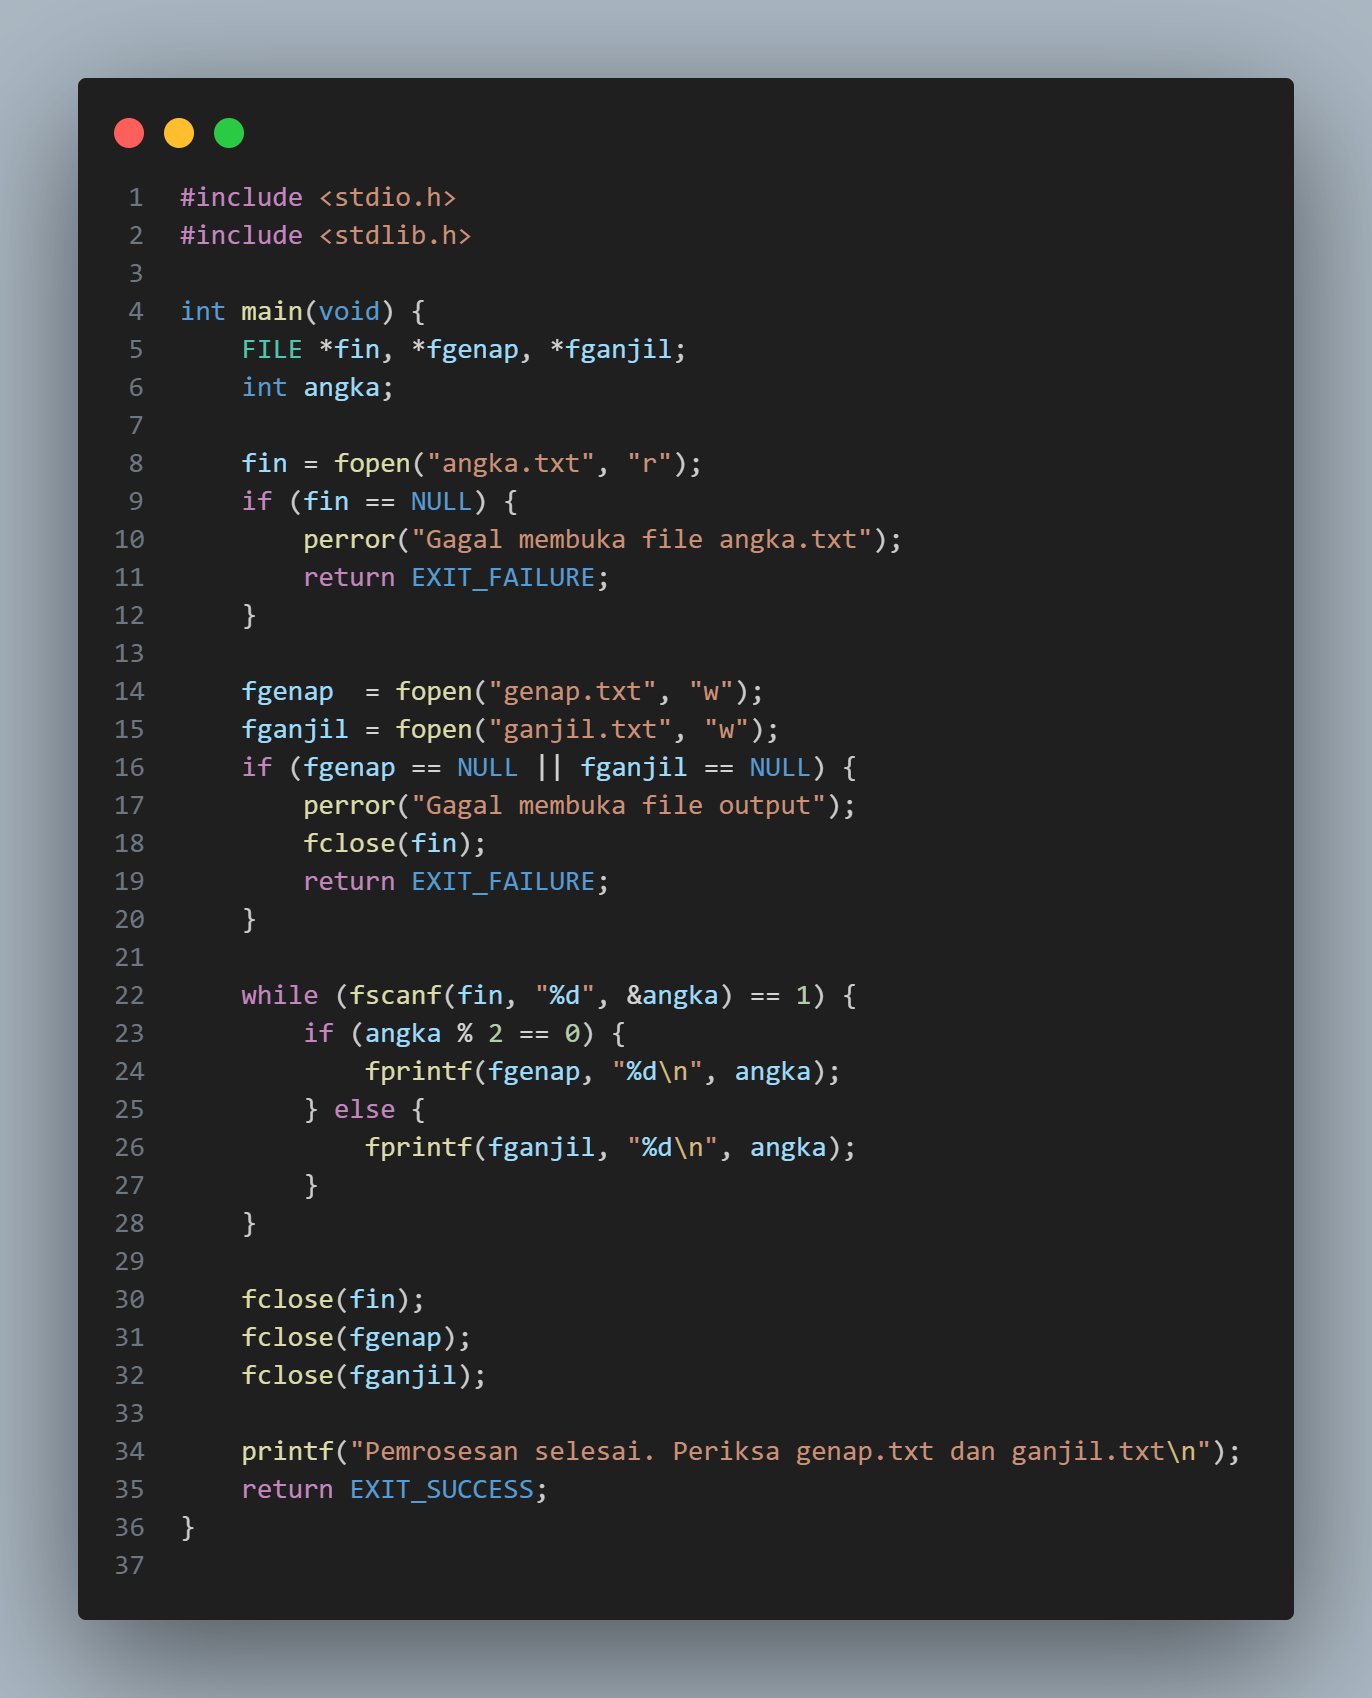 1 #include <stdio.h>
2 #include <stdlib.h>
3
4 int main(void) {
5     FILE *fin, *fgenap, *fganjil;
6     int angka;
7
8     fin = fopen("angka.txt", "r");
9     if (fin == NULL) {
10         perror("Gagal membuka file angka.txt");
11         return EXIT_FAILURE;
12     }
13
14     fgenap  = fopen("genap.txt", "w");
15     fganjil = fopen("ganjil.txt", "w");
16     if (fgenap == NULL || fganjil == NULL) {
17         perror("Gagal membuka file output");
18         fclose(fin);
19         return EXIT_FAILURE;
20     }
21
22     while (fscanf(fin, "%d", &angka) == 1) {
23         if (angka % 2 == 0) {
24             fprintf(fgenap, "%d\n", angka);
25         } else {
26             fprintf(fganjil, "%d\n", angka);
27         }
28     }
29
30     fclose(fin);
31     fclose(fgenap);
32     fclose(fganjil);
33
34     printf("Pemrosesan selesai. Periksa genap.txt dan ganjil.txt\n");
35     return EXIT_SUCCESS;
36 }
37